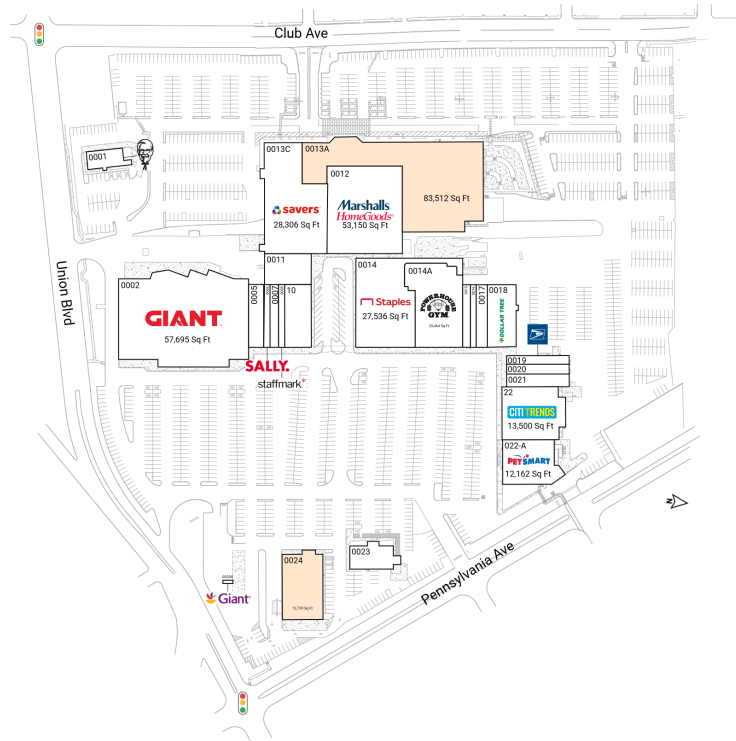 Club Ave
0001
0013C
0013A
0012
savers
28,306 Sq Ft
Marshalls
HomeGoods
53,150 Sq Ft
83,512 Sq Ft
Union Blvd
0011
0002
GIANT
57,695 Sq Ft
0005
0007
10
SALLY.
staffmark
0014
0014A
Staples
27,536 Sq Ft
POWERHOUSE
GYM
0017
0018
DOLLAR TREE
0019
0020
0021
22
CITI TRENDS
13,500 Sq Ft
022-A
PETSMART
12,162 Sq Ft
N
Pennsylvania Ave
0023
0024
Giant